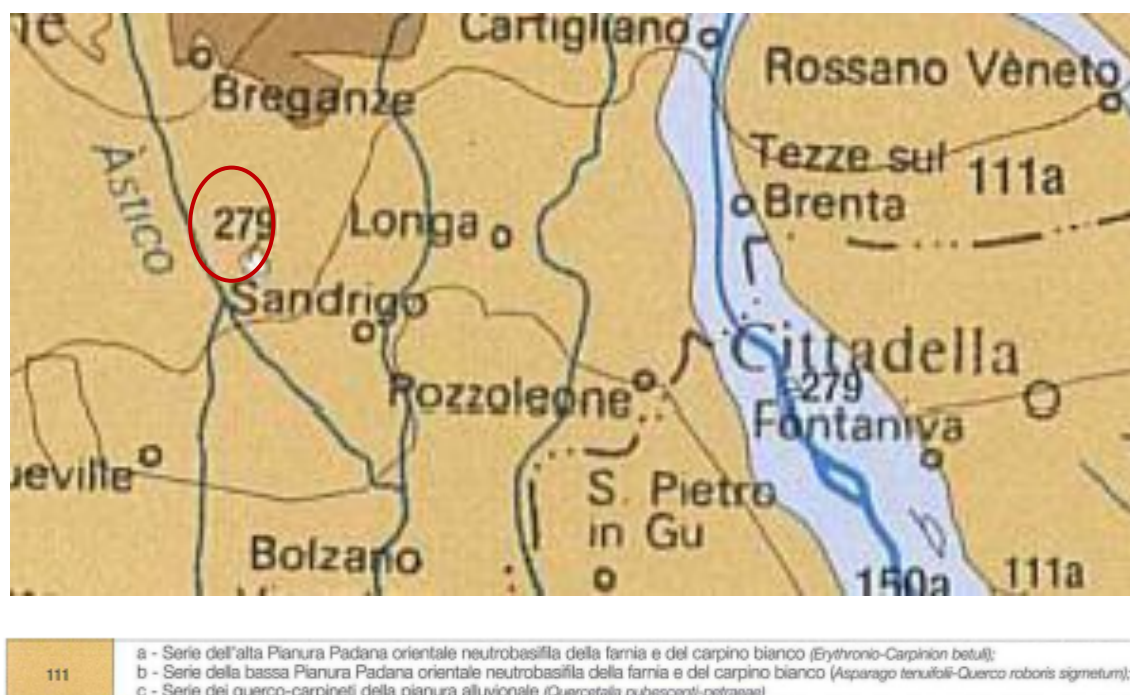 Cartigliano
Rossano Vèneto
Breganze
Tezze sul
Àstico
111a
Brenta
279
Longa
Sandrigo
Cittadella
Pozzoleone
279
Fontaniva
S. Pietro
in Gu
Bolzano
150a
111a
111
a - Serie dell'alta Pianura Padana orientale neutrobasifila della farnia e del carpino bianco (Erythronio-Carpinion betuli);
b - Serie della bassa Pianura Padana orientale neutrobasifila della farnia e del carpino bianco (Asparago tenuifolii-Querco roboris sigmetum);
c - Serie dei querco-carpineti della pianura alluvionale (Quercetalia pubescenti-petraeae)